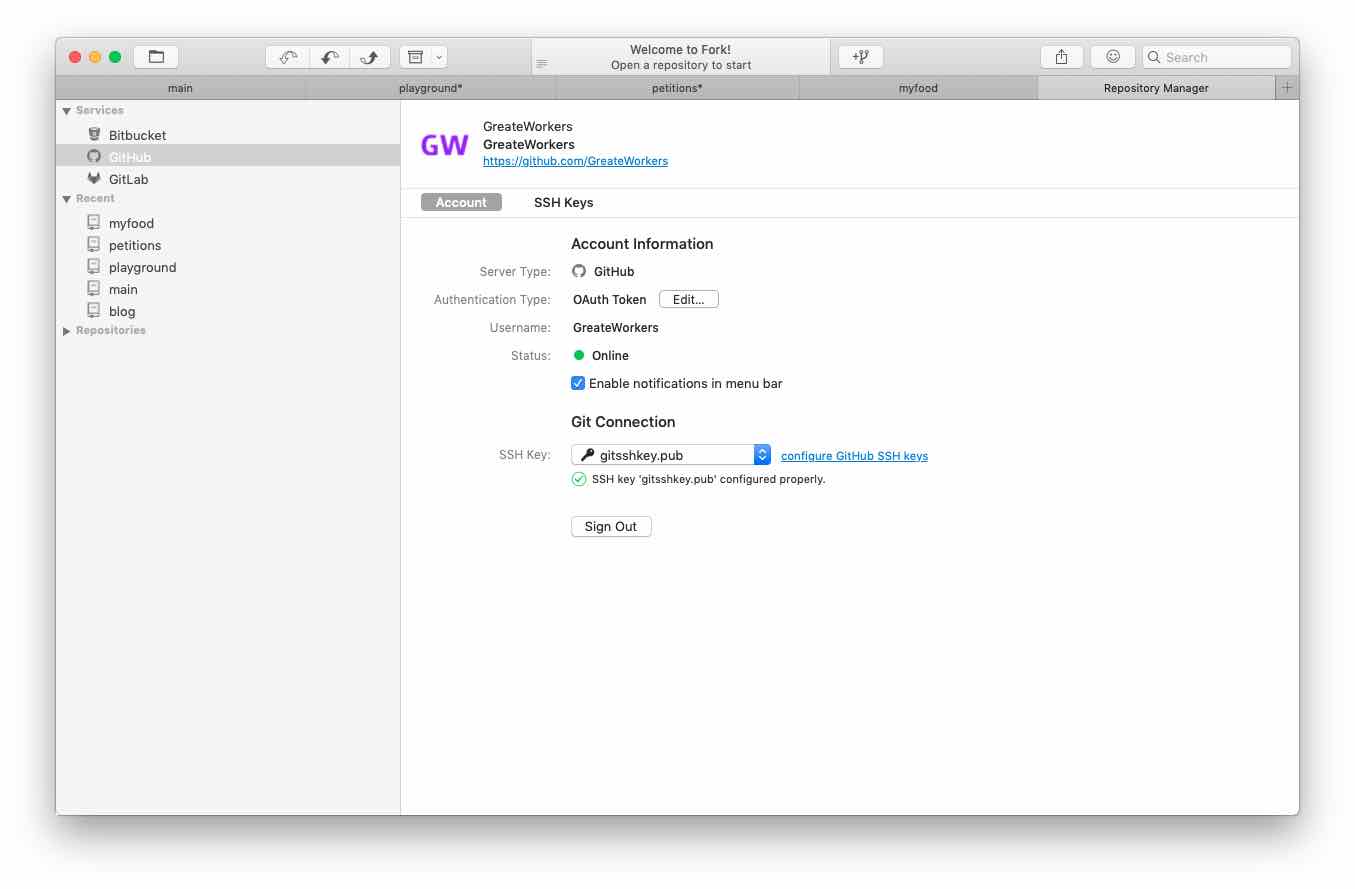 Welcome to Fork!
Open a repository to start
Search
main
playground*
petitions*
myfood
Repository Manager
Services
Bitbucket
GitHub
GitLab
Recent
myfood
petitions
playground
main
blog
Repositories
GW
GreateWorkers
GreateWorkers
https://github.com/GreateWorkers
Account SSH Keys
Account Information
Server Type: GitHub
Authentication Type: OAuth Token Edit...
Username: GreateWorkers
Status: Online
Enable notifications in menu bar
Git Connection
SSH Key: gitsshkey.pub configure GitHub SSH keys
SSH key 'gitsshkey.pub' configured properly.
Sign Out